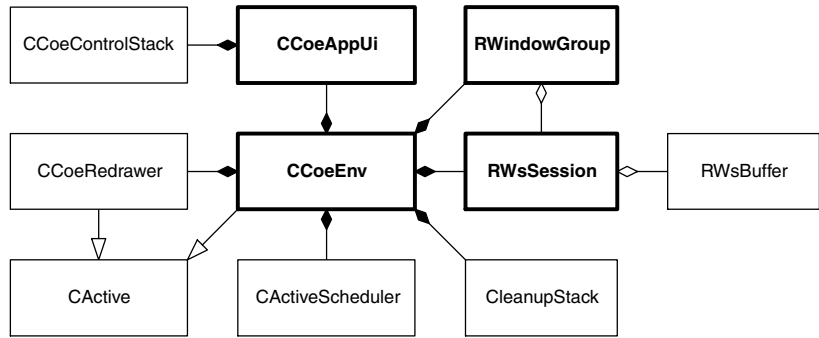 CCoeControlStack
CCoeAppUi
RWindowGroup
CCoeRedrawer
CCoeEnv
RWsSession
RWsBuffer
CActive
CActiveScheduler
CleanupStack